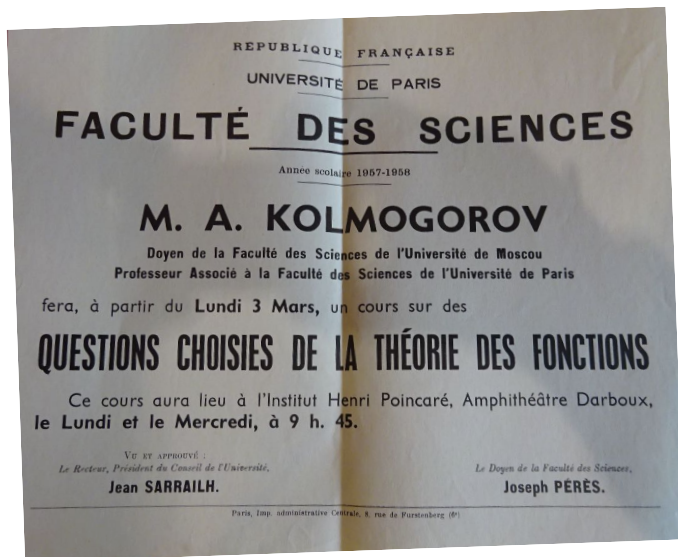 RÉPUBLIQUE FRANÇAISE
UNIVERSITÉ DE PARIS
FACULTÉ DES SCIENCES
Année scolaire 1957-1958
M. A. KOLMOGOROV
Doyen de la Faculté des Sciences de l'Université de Moscou
Professeur Associé à la Faculté des Sciences de l'Université de Paris
fera, à partir du Lundi 3 Mars, un cours sur des
QUESTIONS CHOISIES DE LA THÉORIE DES FONCTIONS
Ce cours aura lieu à l'Institut Henri Poincaré, Amphithéâtre Darboux,
le Lundi et le Mercredi, à 9 h. 45.
VU ET APPROUVÉ :
Le Recteur, Président du Conseil de l'Université,
Jean SARRAILH.
Le Doyen de la Faculté des Sciences,
Joseph PÉRÈS.
Paris, Imp. administrative Centrale, 8, rue de Furstenberg (6e)